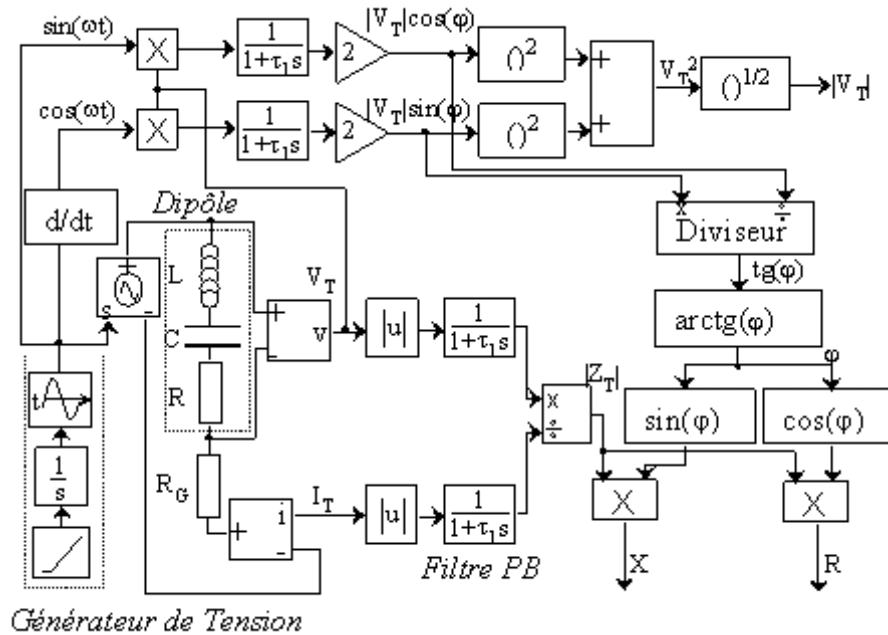 sin(ωt)
X
1
1+τ₁s
2
|V_T|cos(φ)
()²
+
V_T²
()^1/2
|V_T|
cos(ωt)
X
1
1+τ₁s
2
|V_T|sin(φ)
()²
+
d/dt
Dipôle
x
÷
Diviseur
tg(φ)
arctg(φ)
φ
sin(φ)
cos(φ)
s
+
-
L
C
R
V_T
+
-
v
|u|
1
1+τ₁s
|Z_T|
x
÷
t
1
s
R_G
+
i
-
I_T
|u|
1
1+τ₁s
X
X
Filtre PB
X
R
Générateur de Tension